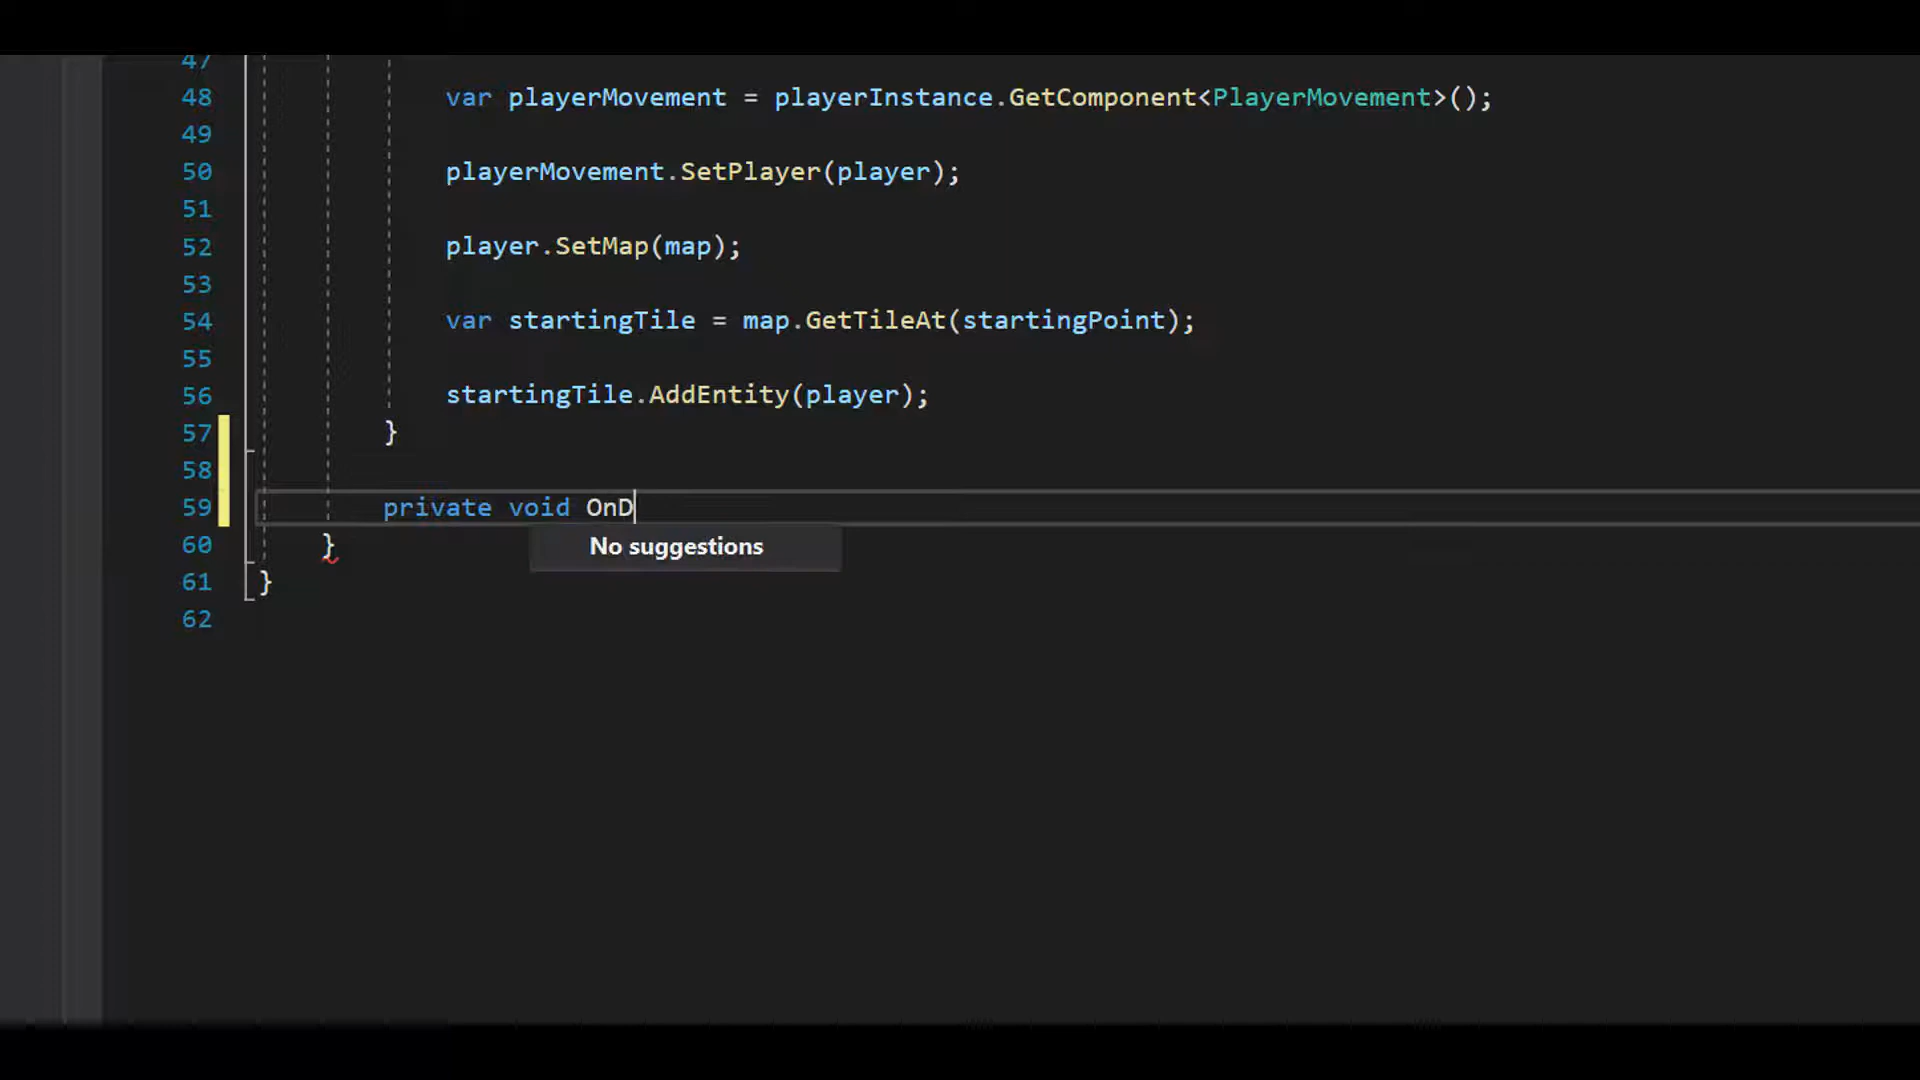 47
48 var playerMovement = playerInstance.GetComponent<PlayerMovement>();
49
50 playerMovement.SetPlayer(player);
51
52 player.SetMap(map);
53
54 var startingTile = map.GetTileAt(startingPoint);
55
56 startingTile.AddEntity(player);
57 }
58
59 private void OnD
No suggestions
60 }
61 }
62